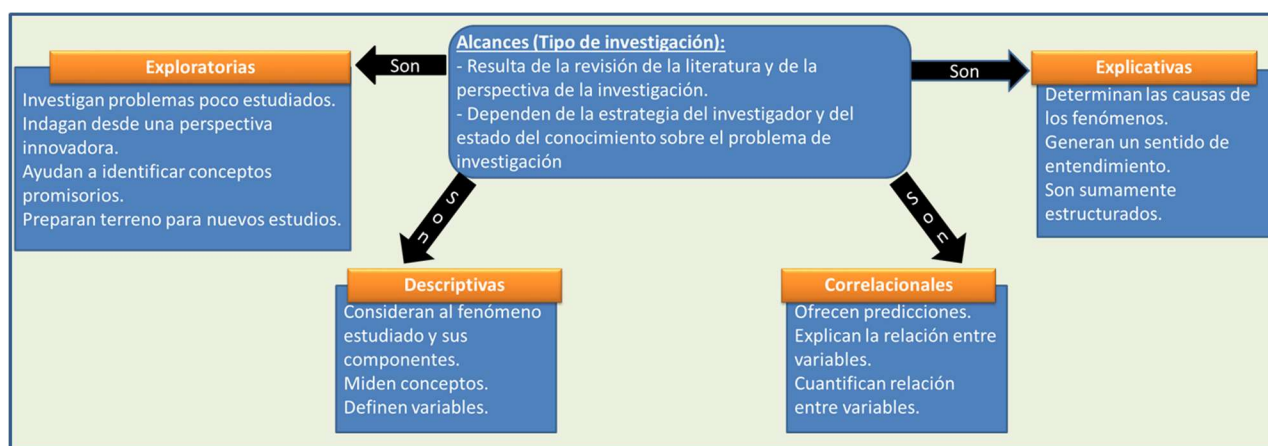 Alcances (Tipo de investigación):
- Resulta de la revisión de la literatura y de la
perspectiva de la investigación.
- Dependen de la estrategia del investigador y del
estado del conocimiento sobre el problema de
investigación
Son
Exploratorias
Investigan problemas poco estudiados.
Indagan desde una perspectiva
innovadora.
Ayudan a identificar conceptos
promisorios.
Preparan terreno para nuevos estudios.
Son
Descriptivas
Consideran al fenómeno
estudiado y sus
componentes.
Miden conceptos.
Definen variables.
Son
Correlacionales
Ofrecen predicciones.
Explican la relación entre
variables.
Cuantifican relación
entre variables.
Son
Explicativas
Determinan las causas de
los fenómenos.
Generan un sentido de
entendimiento.
Son sumamente
estructurados.